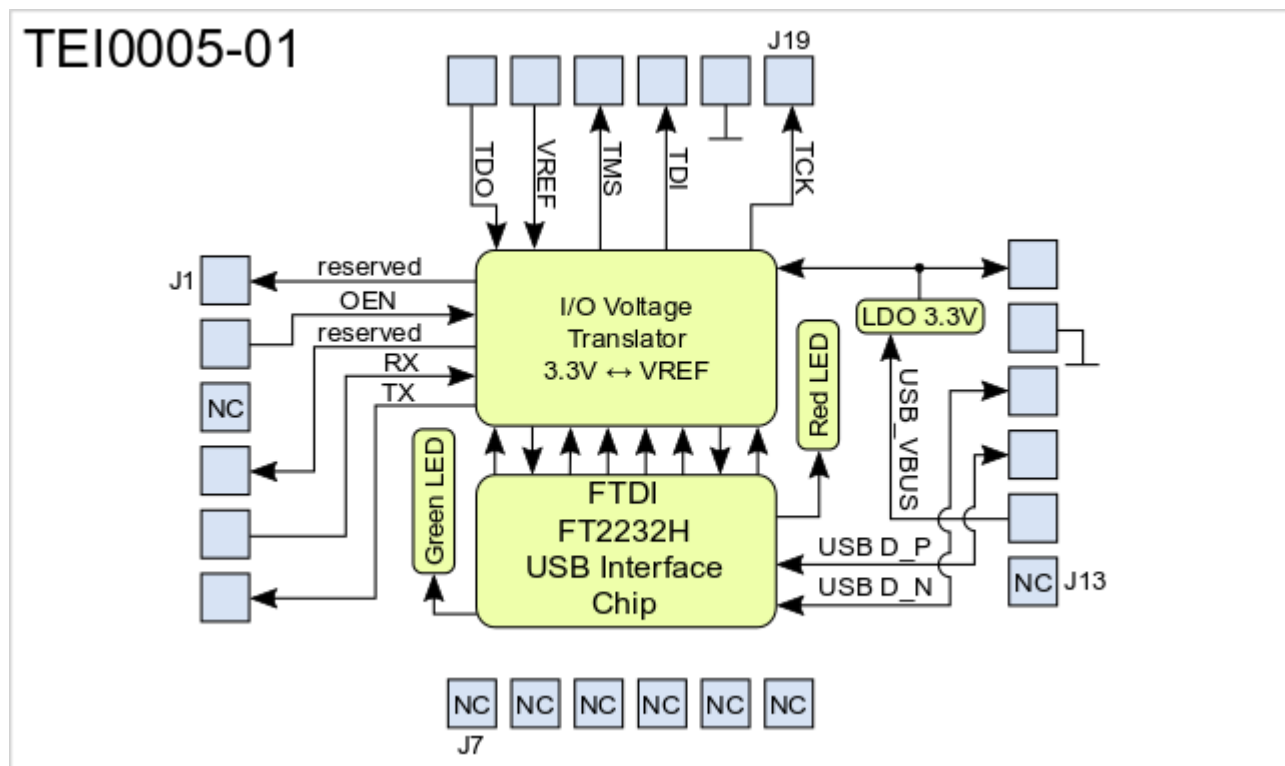 TEI0005-01
J19
TDO
VREF
TMS
TDI
TCK
J1
reserved
OEN
reserved
RX
TX
NC
I/O Voltage
Translator
3.3V ↔ VREF
LDO 3.3V
Red LED
USB_VBUS
Green LED
FTDI
FT2232H
USB Interface
Chip
USB D_P
USB D_N
NC
J13
NC NC NC NC NC NC
J7